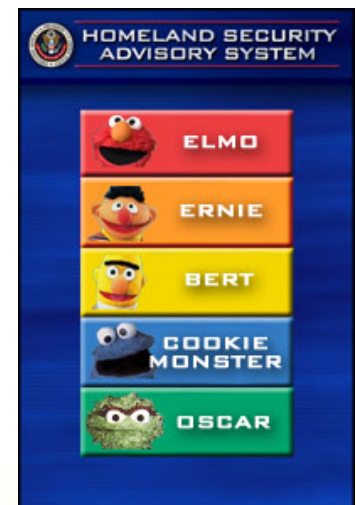 HOMELAND SECURITY
ADVISORY SYSTEM
ELMO
ERNIE
BERT
COOKIE
MONSTER
OSCAR